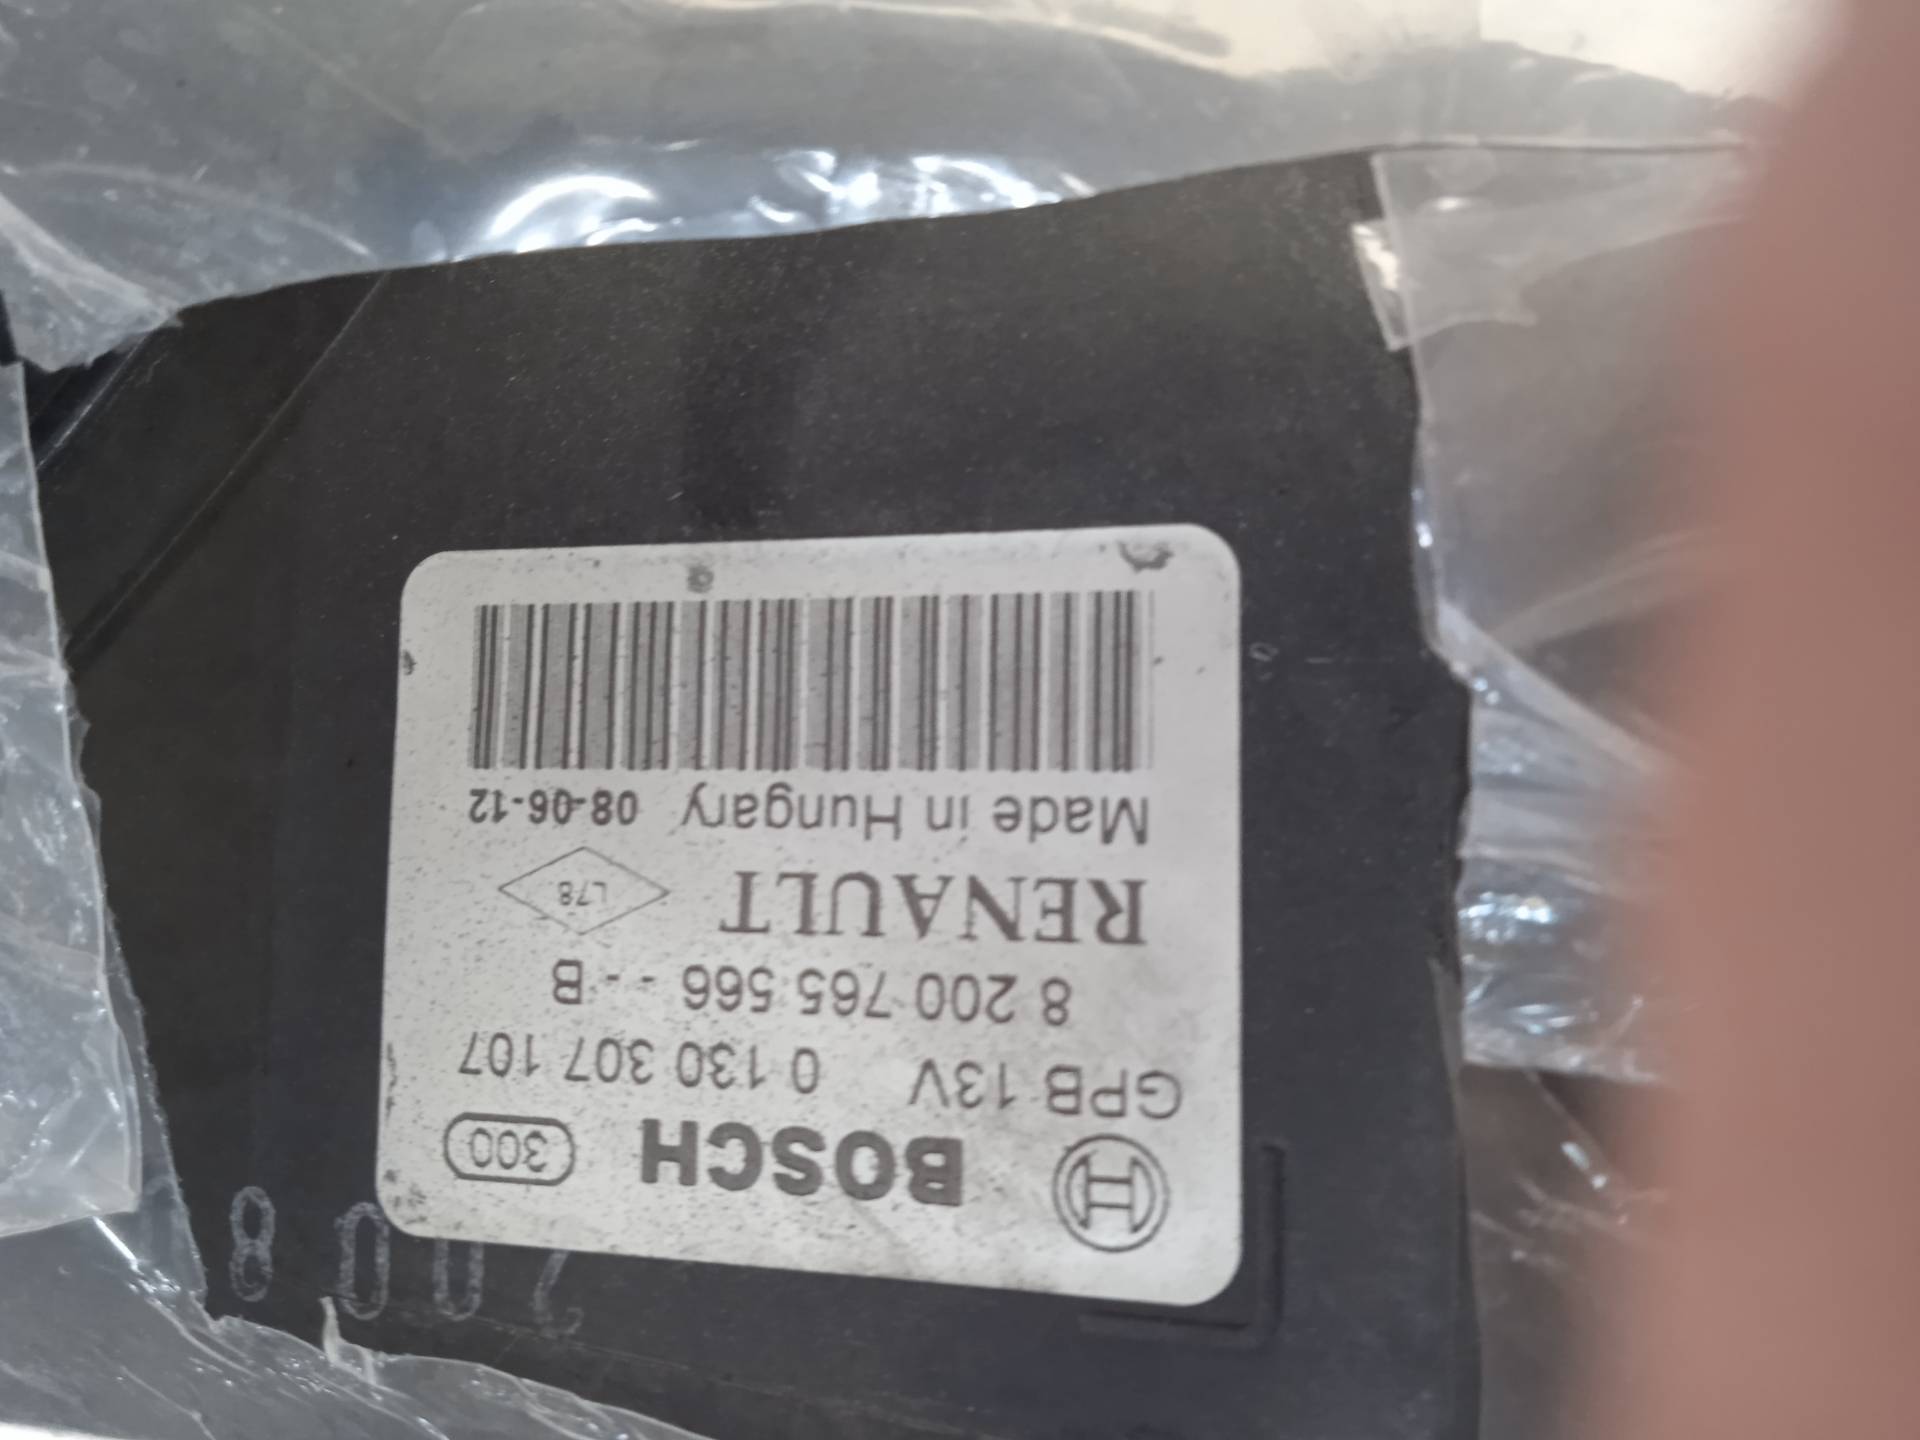 BOSCH 300
GPB 13V 0 130 307 107
8 200 765 566 - - B
RENAULT L78
Made in Hungary 08-06-12
2008